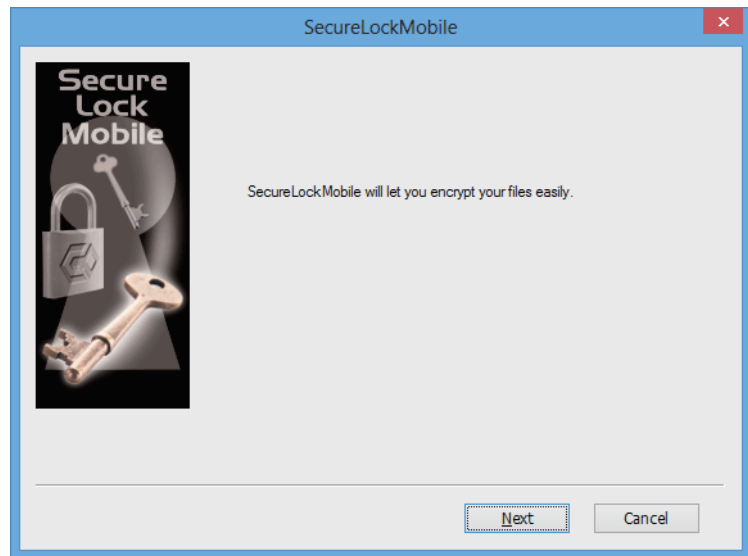 SecureLockMobile
Secure
Lock
Mobile
SecureLockMobile will let you encrypt your files easily.
Next
Cancel